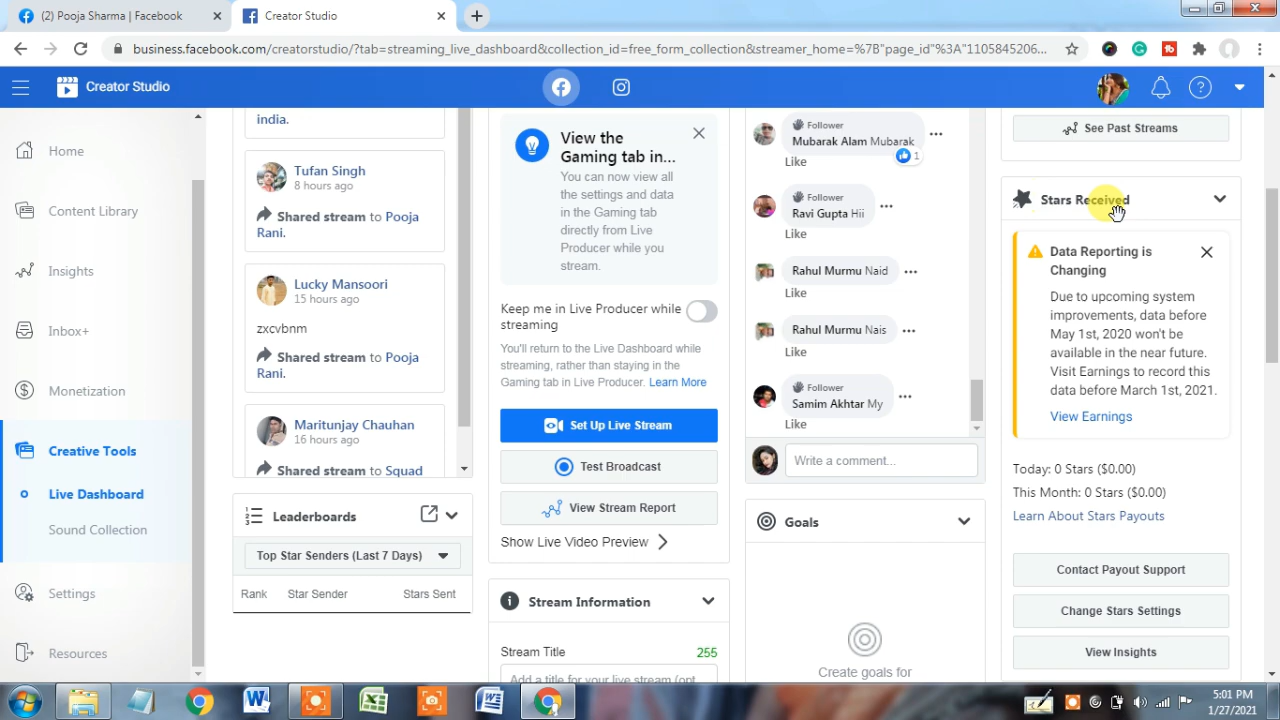 (2) Pooja Sharma | Facebook
Creator Studio
business.facebook.com/creatorstudio/?tab=streaming_live_dashboard&collection_id=free_form_collection&streamer_home=%7B"page_id"%3A"1105845206...
Creator Studio
Home
Content Library
Insights
Inbox+
Monetization
Creative Tools
Live Dashboard
Sound Collection
Settings
Resources
india.
Tufan Singh
8 hours ago
Shared stream to Pooja
Rani.
Lucky Mansoori
15 hours ago
zxcvbnm
Shared stream to Pooja
Rani.
Maritunjay Chauhan
16 hours ago
Shared stream to Squad
Leaderboards
Top Star Senders (Last 7 Days)
Rank Star Sender Stars Sent
View the
Gaming tab in...
You can now view all
the settings and data
in the Gaming tab
directly from Live
Producer while you
stream.
Keep me in Live Producer while
streaming
You'll return to the Live Dashboard while
streaming, rather than staying in the
Gaming tab in Live Producer. Learn More
Set Up Live Stream
Test Broadcast
View Stream Report
Show Live Video Preview
Stream Information
Stream Title 255
Add a title for your live stream (opt
Follower
Mubarak Alam Mubarak
1
Like
Follower
Ravi Gupta Hii
Like
Rahul Murmu Naid
Like
Rahul Murmu Nais
Like
Follower
Samim Akhtar My
Like
Write a comment...
Goals
Create goals for
See Past Streams
Stars Received
Data Reporting is
Changing
Due to upcoming system
improvements, data before
May 1st, 2020 won't be
available in the near future.
Visit Earnings to record this
data before March 1st, 2021.
View Earnings
Today: 0 Stars ($0.00)
This Month: 0 Stars ($0.00)
Learn About Stars Payouts
Contact Payout Support
Change Stars Settings
View Insights
5:01 PM
1/27/2021